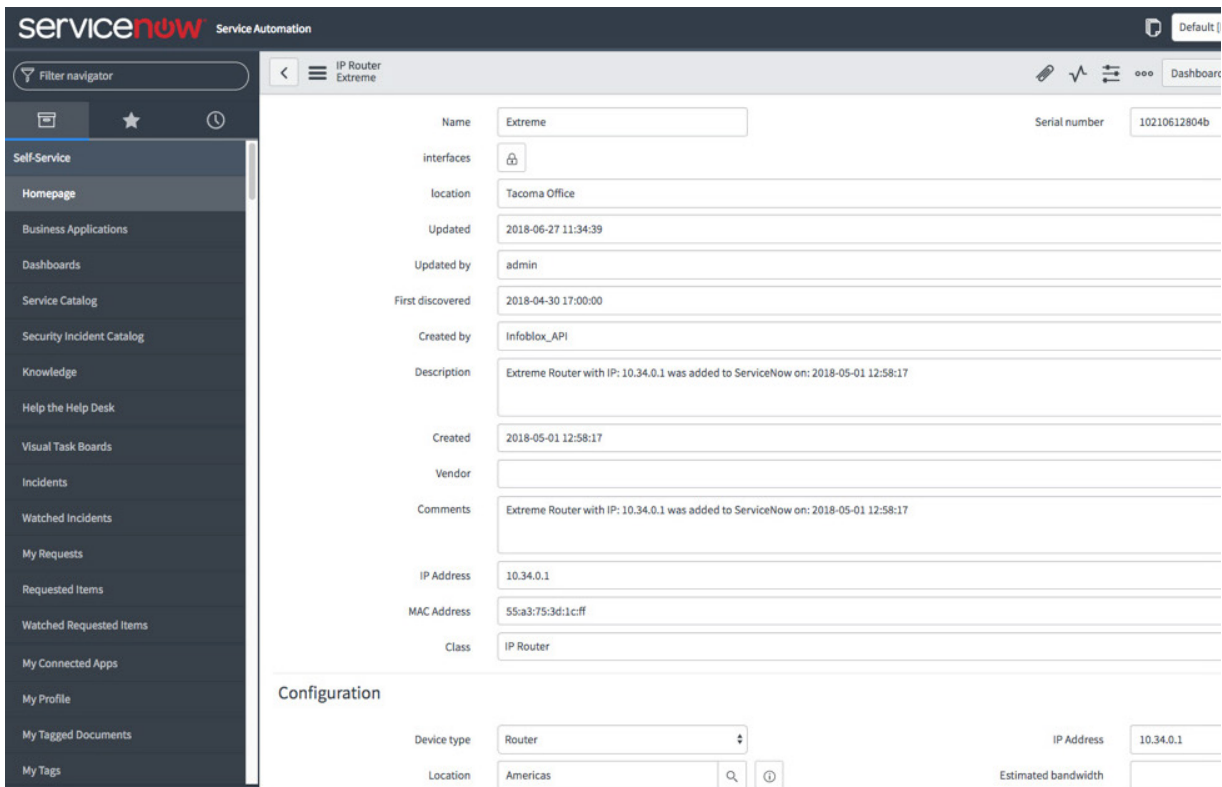 servicenow Service Automation
Default [
Filter navigator
IP Router
Extreme
Dashboard
Self-Service
Homepage
Business Applications
Dashboards
Service Catalog
Security Incident Catalog
Knowledge
Help the Help Desk
Visual Task Boards
Incidents
Watched Incidents
My Requests
Requested Items
Watched Requested Items
My Connected Apps
My Profile
My Tagged Documents
My Tags
Name Extreme Serial number 10210612804b
interfaces
location Tacoma Office
Updated 2018-06-27 11:34:39
Updated by admin
First discovered 2018-04-30 17:00:00
Created by Infoblox_API
Description Extreme Router with IP: 10.34.0.1 was added to ServiceNow on: 2018-05-01 12:58:17
Created 2018-05-01 12:58:17
Vendor
Comments Extreme Router with IP: 10.34.0.1 was added to ServiceNow on: 2018-05-01 12:58:17
IP Address 10.34.0.1
MAC Address 55:a3:75:3d:1c:ff
Class IP Router
Configuration
Device type Router IP Address 10.34.0.1
Location Americas Estimated bandwidth